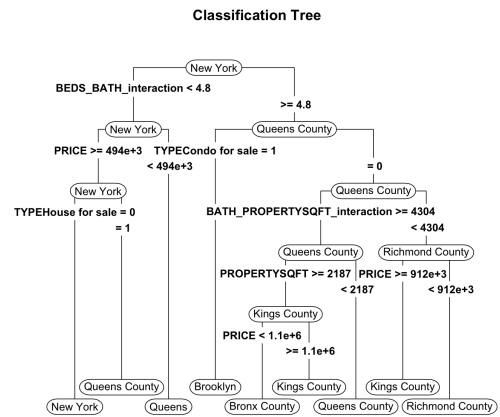 Classification Tree
New York
BEDS_BATH_interaction < 4.8
>= 4.8
New York
Queens County
PRICE >= 494e+3
TYPECondo for sale = 1
< 494e+3
= 0
New York
Queens County
TYPEHouse for sale = 0
BATH_PROPERTYSQFT_interaction >= 4304
= 1
< 4304
Queens County
Richmond County
PROPERTYSQFT >= 2187
PRICE >= 912e+3
< 2187
< 912e+3
Kings County
PRICE < 1.1e+6
>= 1.1e+6
Queens County
Brooklyn
Kings County
Kings County
New York
Queens
Bronx County
Queens County
Richmond County